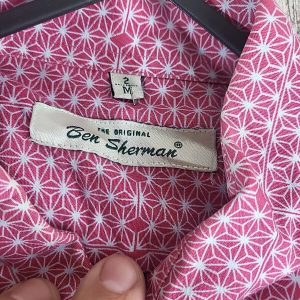 2
M
THE ORIGINAL
Ben Sherman®